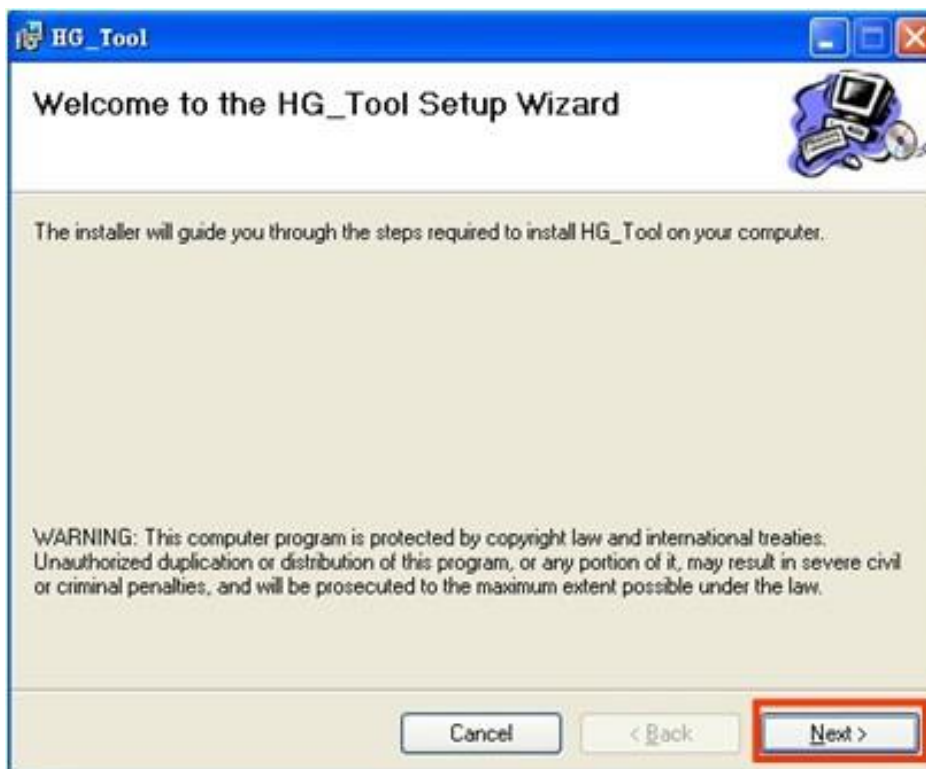 HG_Tool
Welcome to the HG_Tool Setup Wizard
The installer will guide you through the steps required to install HG_Tool on your computer.
WARNING: This computer program is protected by copyright law and international treaties.
Unauthorized duplication or distribution of this program, or any portion of it, may result in severe civil
or criminal penalties, and will be prosecuted to the maximum extent possible under the law.
Cancel
< Back
Next >